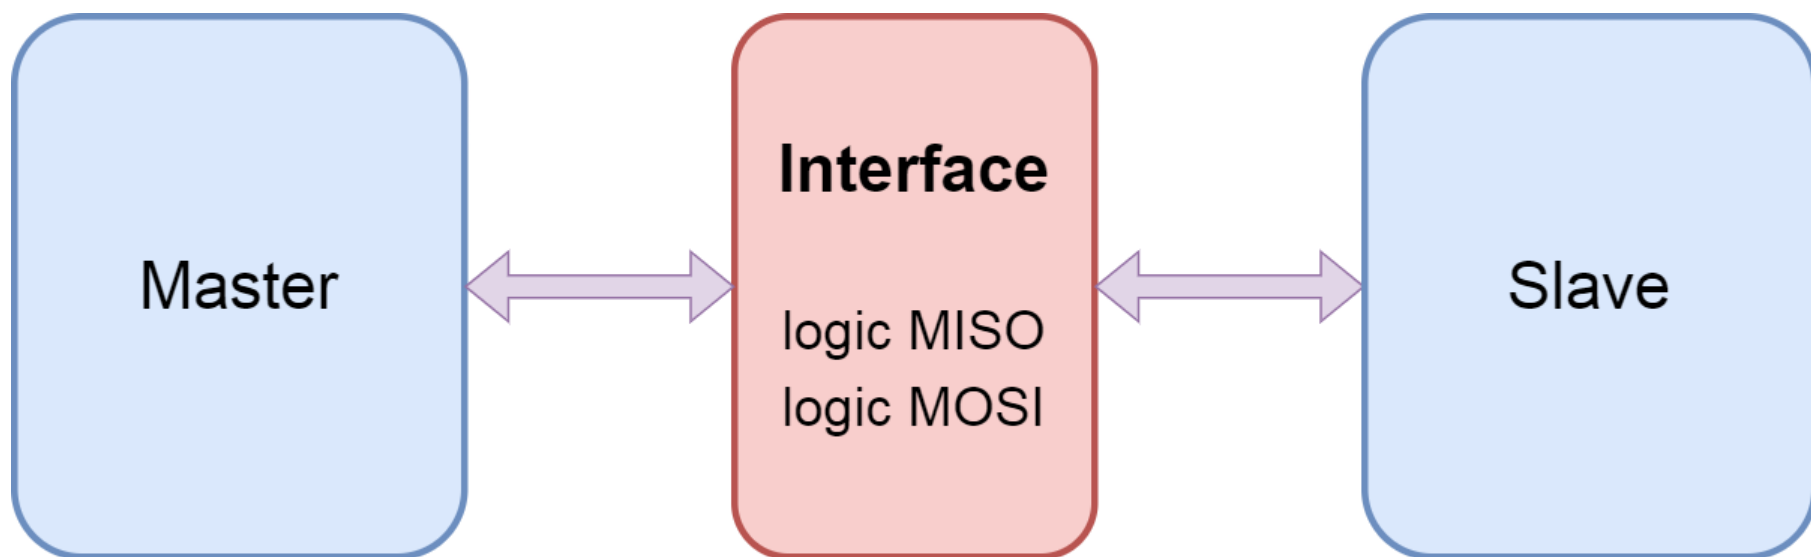 Master
Interface
logic MISO
logic MOSI
Slave